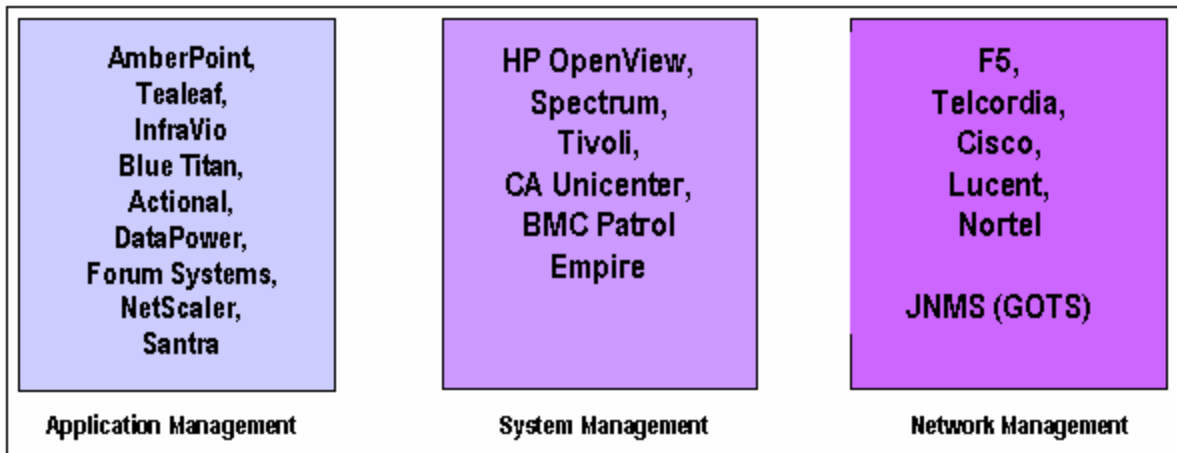 AmberPoint,
Tealeaf,
InfraVio
Blue Titan,
Actional,
DataPower,
Forum Systems,
NetScaler,
Santra
Application Management
HP OpenView,
Spectrum,
Tivoli,
CA Unicenter,
BMC Patrol
Empire
System Management
F5,
Telcordia,
Cisco,
Lucent,
Nortel
JNMS (GOTS)
Network Management